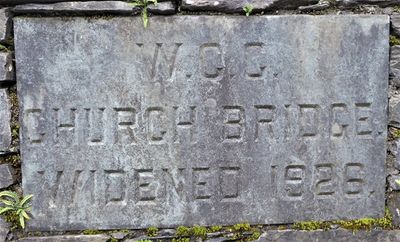 W.C.C.
CHURCH BRIDGE.
WIDENED 1926.